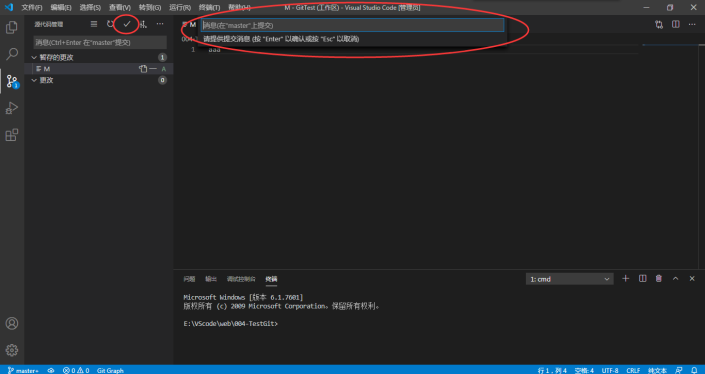 文件(F) 编辑(E) 选择(S) 查看(V) 转到(G) 运行(R) 终端(T) 帮助(H) M - GitTest (工作区) - Visual Studio Code [管理员]
源代码管理
M
消息(在"master"上提交)
消息(Ctrl+Enter 在"master"提交)
请提供提交消息 (按 "Enter" 以确认或按 "Esc" 以取消)
暂存的更改 1
1 aaa
M A
更改 0
问题 输出 调试控制台 终端 1: cmd
Microsoft Windows [版本 6.1.7601]
版权所有 (c) 2009 Microsoft Corporation。保留所有权利。
E:\VScode\web\004-TestGit>
master+ 0 0 Git Graph 行 1，列 4 空格: 4 UTF-8 CRLF 纯文本